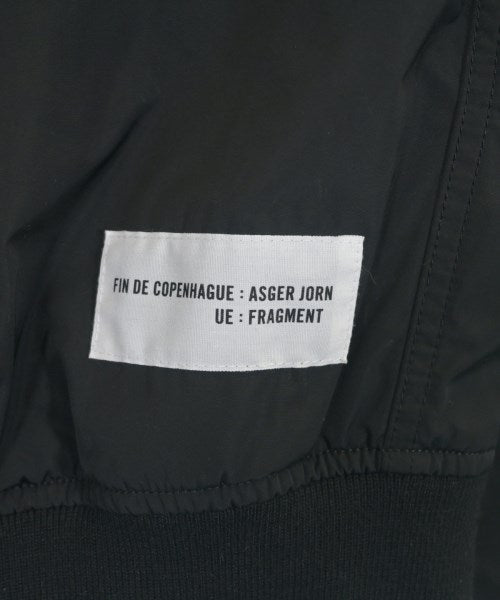 FIN DE COPENHAGUE : ASGER JORN
UE : FRAGMENT